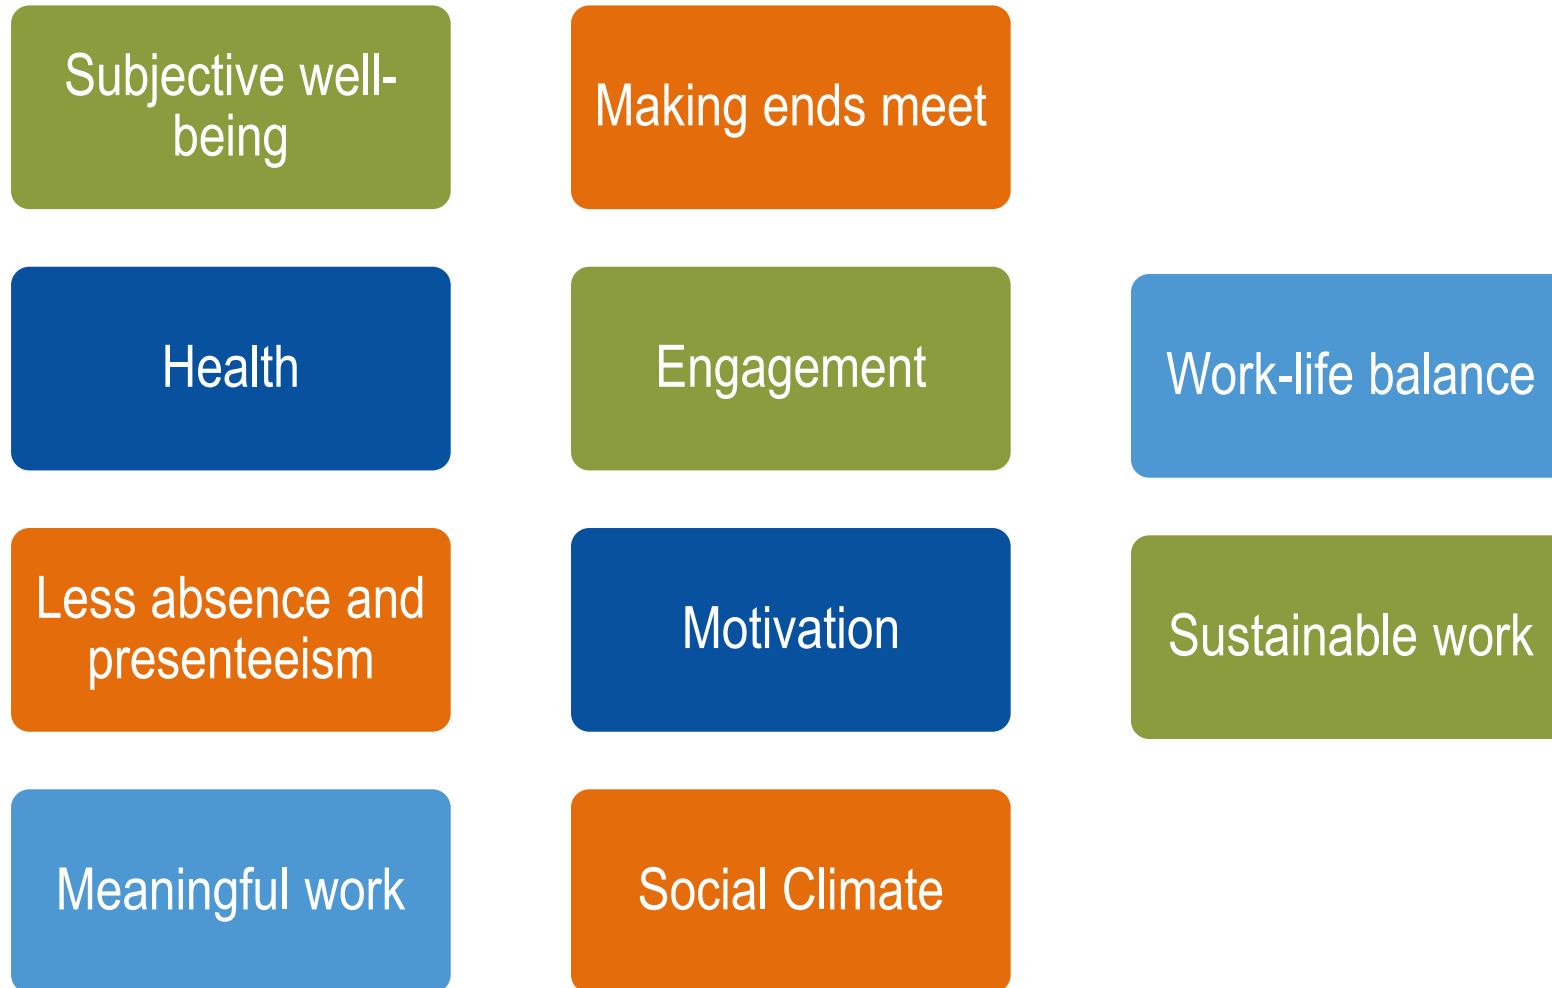 Subjective well-
being
Making ends meet
Health
Engagement
Work-life balance
Less absence and
presenteeism
Motivation
Sustainable work
Meaningful work
Social Climate